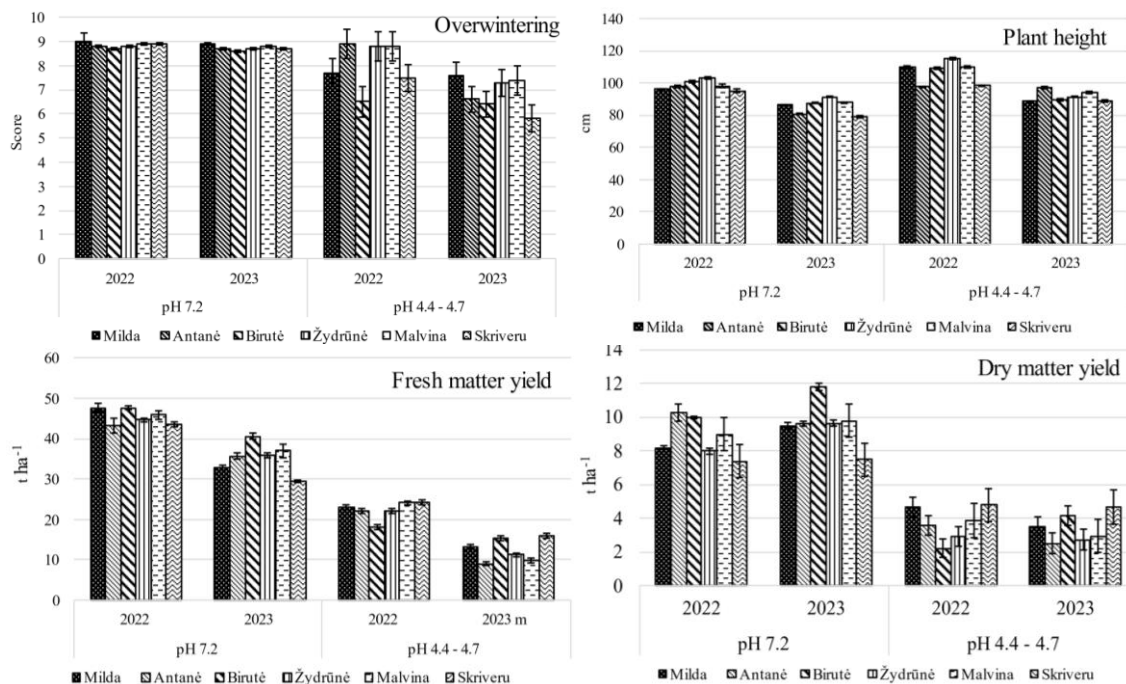 Overwintering
10
9
8
7
6
5
4
3
2
1
0
Score
2022 2023 2022 2023
pH 7.2 pH 4.4 - 4.7
Milda Antanė Birutė Žydrūnė Malvina Skriveru
Plant height
140
120
100
80
60
40
20
0
cm
2022 2023 2022 2023
pH 7.2 pH 4.4 - 4.7
Milda Antanė Birutė Žydrūnė Malvina Skriveru
Fresh matter yield
60
50
40
30
20
10
0
t ha-1
2022 2023 2022 2023 m
pH 7.2 pH 4.4 - 4.7
Milda Antanė Birutė Žydrūnė Malvina Skriveru
Dry matter yield
14
12
10
8
6
4
2
0
t ha-1
2022 2023 2022 2023
pH 7.2 pH 4.4 - 4.7
Milda Antanė Birutė Žydrūnė Malvina Skriveru